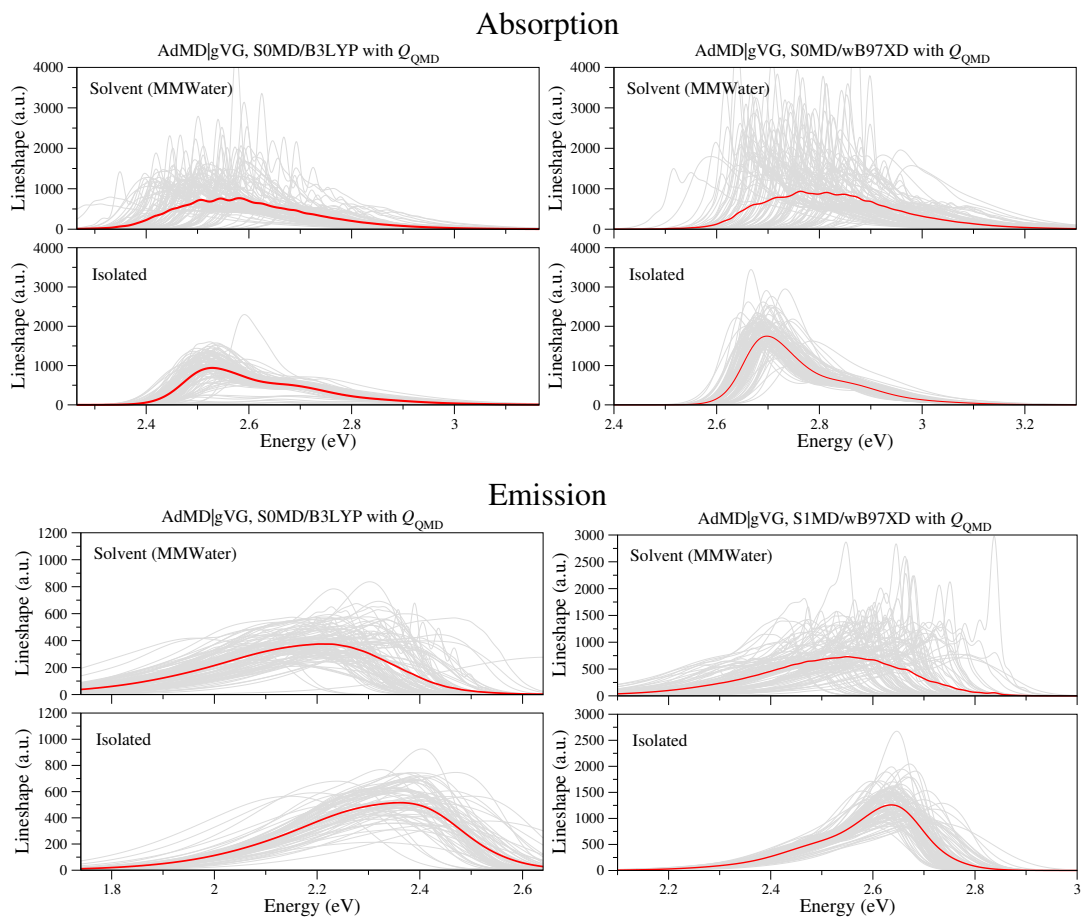 Absorption
AdMD|gVG, S0MD/B3LYP with Q_QMD
AdMD|gVG, S0MD/wB97XD with Q_QMD
Solvent (MMWater)
Lineshape (a.u.)
4000
3000
2000
1000
0
Isolated
Lineshape (a.u.)
4000
3000
2000
1000
0
2.4 2.6 2.8 3
Energy (eV)
Solvent (MMWater)
Lineshape (a.u.)
4000
3000
2000
1000
0
Isolated
Lineshape (a.u.)
4000
3000
2000
1000
0
2.4 2.6 2.8 3 3.2
Energy (eV)
Emission
AdMD|gVG, S0MD/B3LYP with Q_QMD
AdMD|gVG, S1MD/wB97XD with Q_QMD
Solvent (MMWater)
Lineshape (a.u.)
1200
1000
800
600
400
200
0
Isolated
Lineshape (a.u.)
1200
1000
800
600
400
200
0
1.8 2 2.2 2.4 2.6
Energy (eV)
Solvent (MMWater)
Lineshape (a.u.)
3000
2500
2000
1500
1000
500
0
Isolated
Lineshape (a.u.)
3000
2500
2000
1500
1000
500
0
2.2 2.4 2.6 2.8 3
Energy (eV)